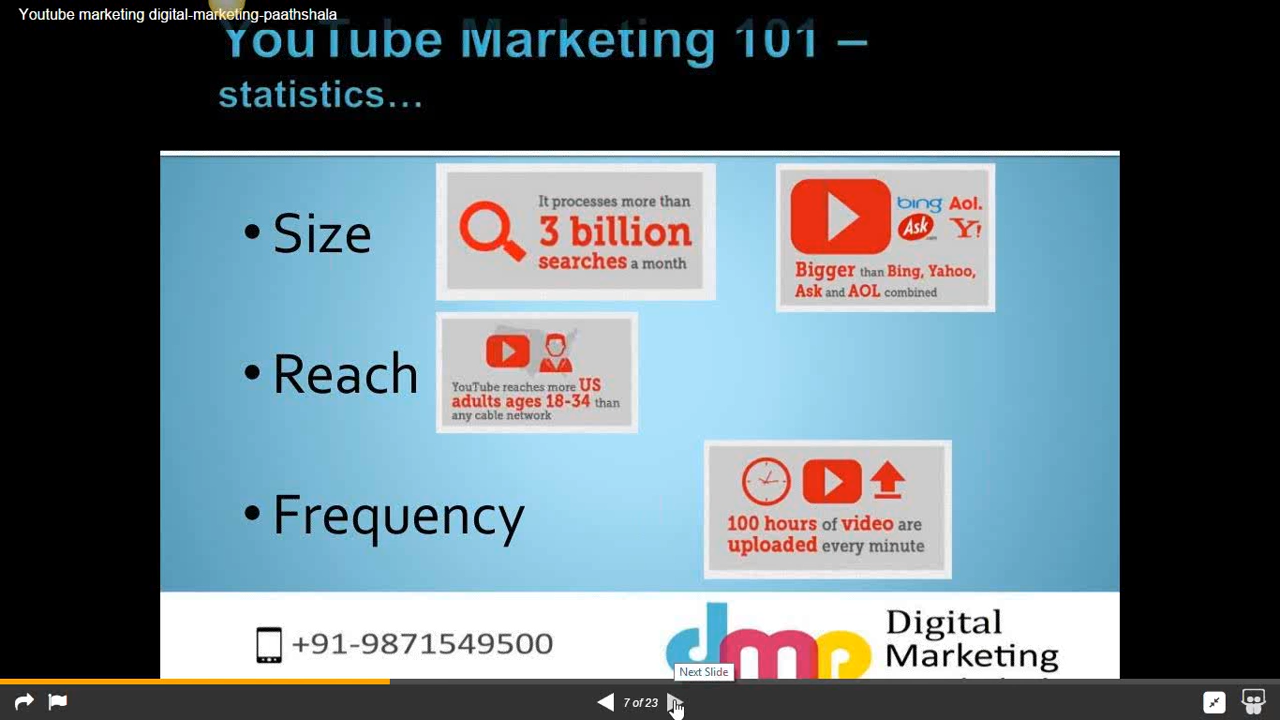 Youtube marketing digital-marketing-paathshala
YouTube Marketing 101 –
statistics...
• Size
It processes more than
3 billion
searches a month
bing Aol.
Ask.com Y!
Bigger than Bing, Yahoo,
Ask and AOL combined
• Reach
YouTube reaches more US
adults ages 18-34 than
any cable network
• Frequency
100 hours of video are
uploaded every minute
+91-9871549500
dmp
Digital
Marketing
Next Slide
7 of 23